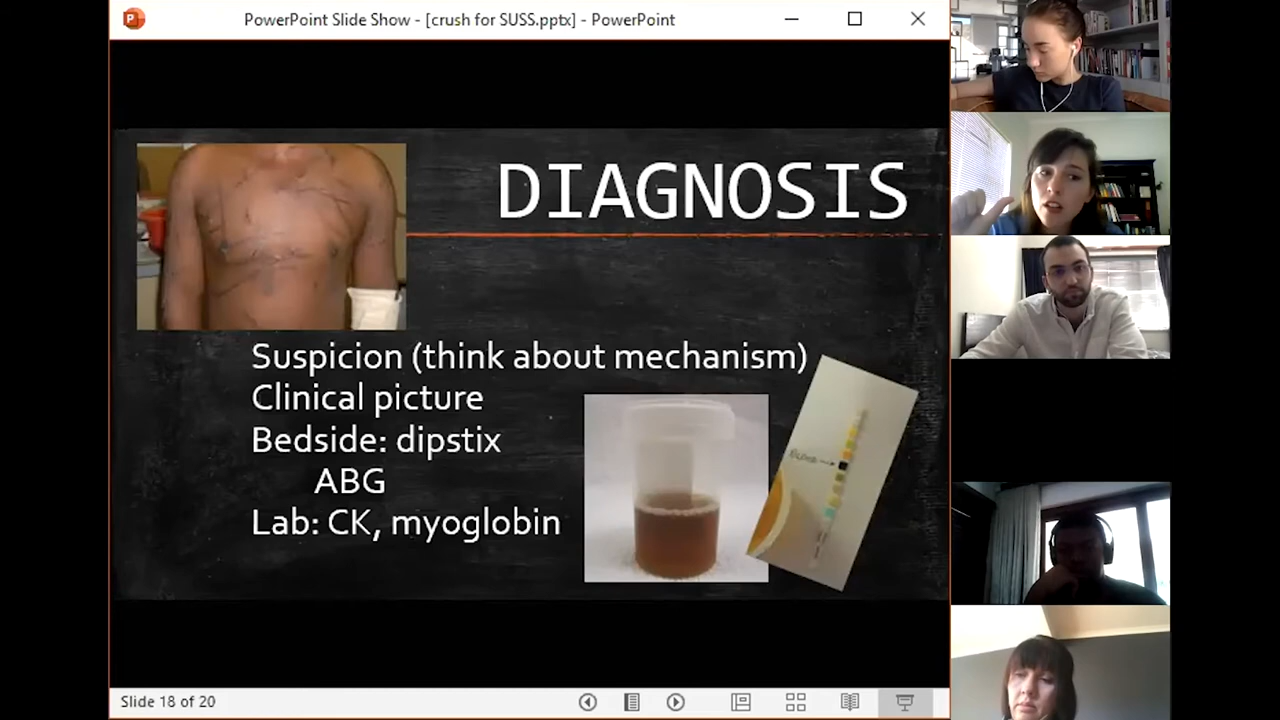 PowerPoint Slide Show - [crush for SUSS.pptx] - PowerPoint
DIAGNOSIS
Suspicion (think about mechanism)
Clinical picture
Bedside: dipstix
ABG
Lab: CK, myoglobin
Slide 18 of 20